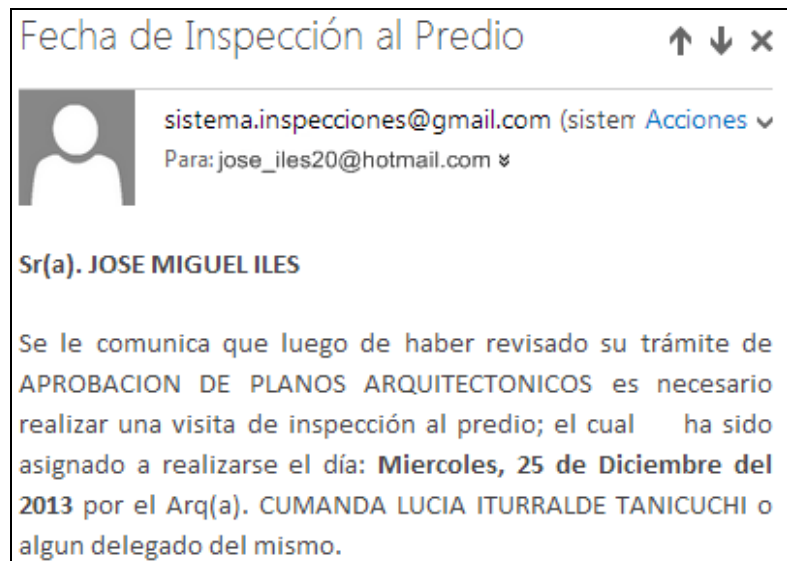 Fecha de Inspección al Predio
sistema.inspecciones@gmail.com (sisten Acciones
Para: jose_iles20@hotmail.com
Sr(a). JOSE MIGUEL ILES
Se le comunica que luego de haber revisado su trámite de
APROBACION DE PLANOS ARQUITECTONICOS es necesario
realizar una visita de inspección al predio; el cual ha sido
asignado a realizarse el día: Miercoles, 25 de Diciembre del
2013 por el Arq(a). CUMANDA LUCIA ITURRALDE TANICUCHI o
algun delegado del mismo.